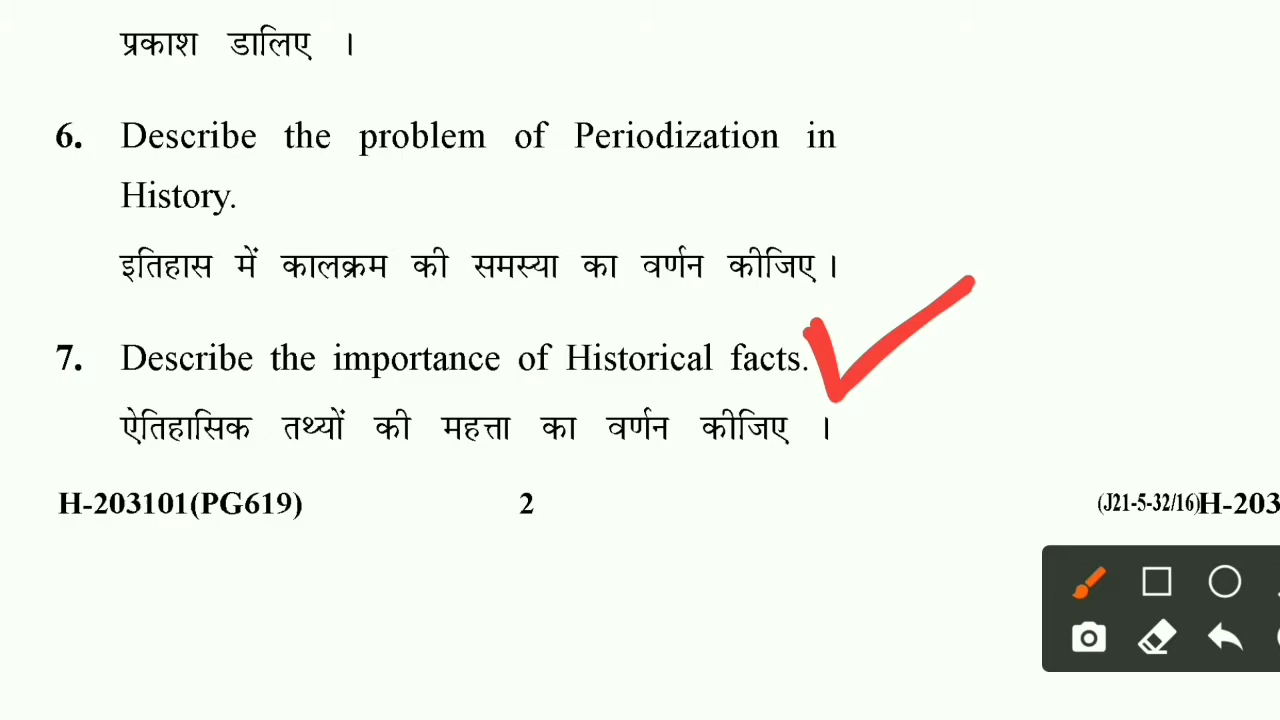 प्रकाश डालिए ।
6. Describe the problem of Periodization in
History.
इतिहास में कालक्रम की समस्या का वर्णन कीजिए ।
7. Describe the importance of Historical facts.
ऐतिहासिक तथ्यों की महत्ता का वर्णन कीजिए ।
H-203101(PG619) 2 (J21-5-32/16) H-203